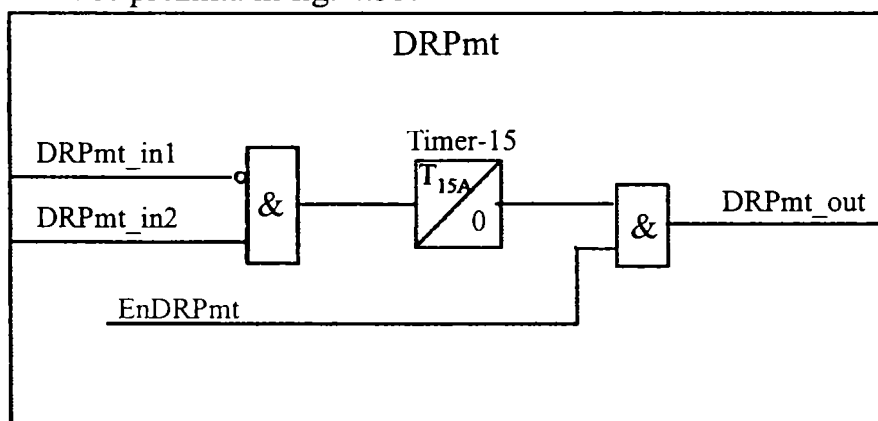 DRPmt
Timer-15
DRPmt_in1
T15A
&
DRPmt_in2
0
&
DRPmt_out
EnDRPmt